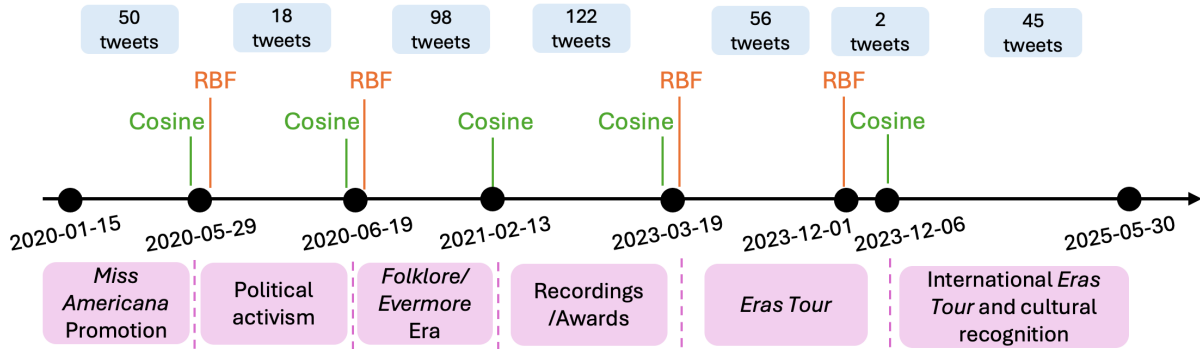 50
tweets
18
tweets
98
tweets
122
tweets
56
tweets
2
tweets
45
tweets
RBF
RBF
RBF
RBF
Cosine
Cosine
Cosine
Cosine
Cosine
2020-01-15
2020-05-29
2020-06-19
2021-02-13
2023-03-19
2023-12-01
2023-12-06
2025-05-30
Miss
Americana
Promotion
Political
activism
Folklore/
Evermore
Era
Recordings
/Awards
Eras Tour
International Eras
Tour and cultural
recognition